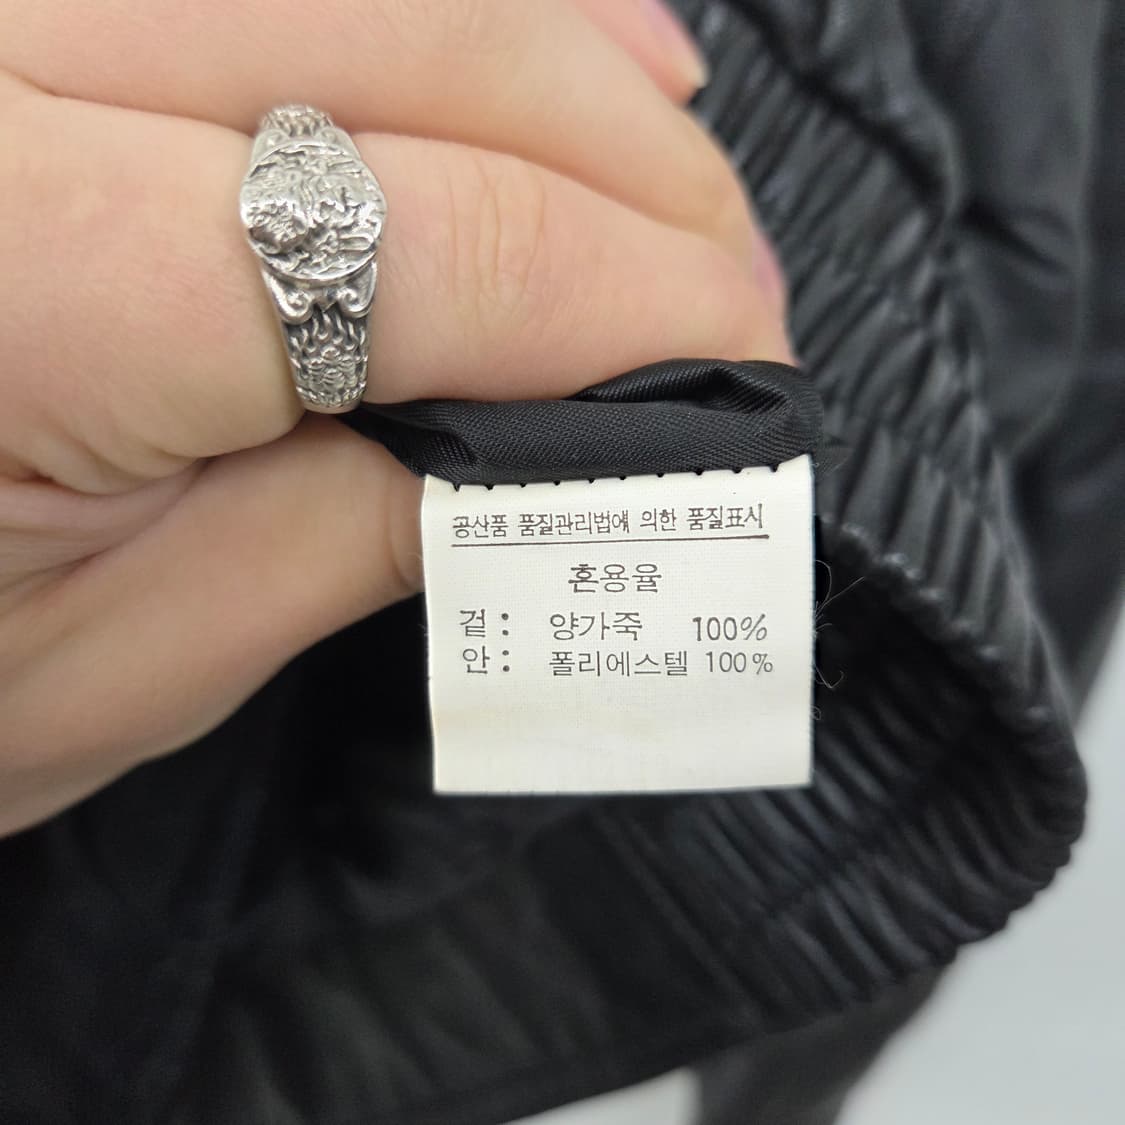 공산품 품질관리법에 의한 품질표시
혼용율
겉: 양가죽 100%
안: 폴리에스텔 100%